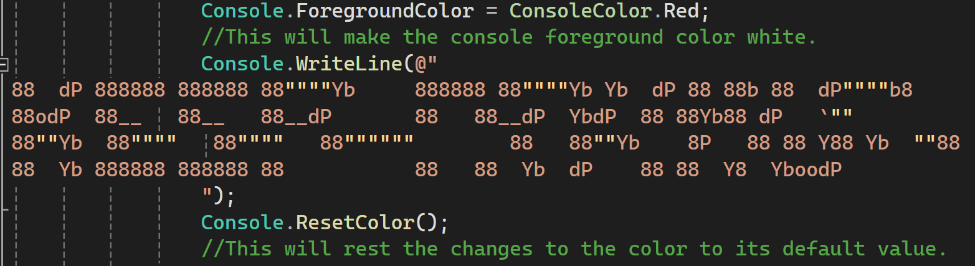 Console.ForegroundColor = ConsoleColor.Red;
//This will make the console foreground color white.
Console.WriteLine(@"
88  dP 888888 888888 88""""Yb     888888 88""""Yb Yb  dP 88 88b 88  dP""""b8
88odP  88__   88__   88__dP       88   88__dP  YbdP  88 88Yb88 dP   `""
88""Yb  88""""   88""""   88""""""        88   88""Yb    8P   88 88 Y88 Yb  ""88
88  Yb 888888 888888 88           88   88  Yb  dP    88 88  Y8  YboodP
");
Console.ResetColor();
//This will rest the changes to the color to its default value.